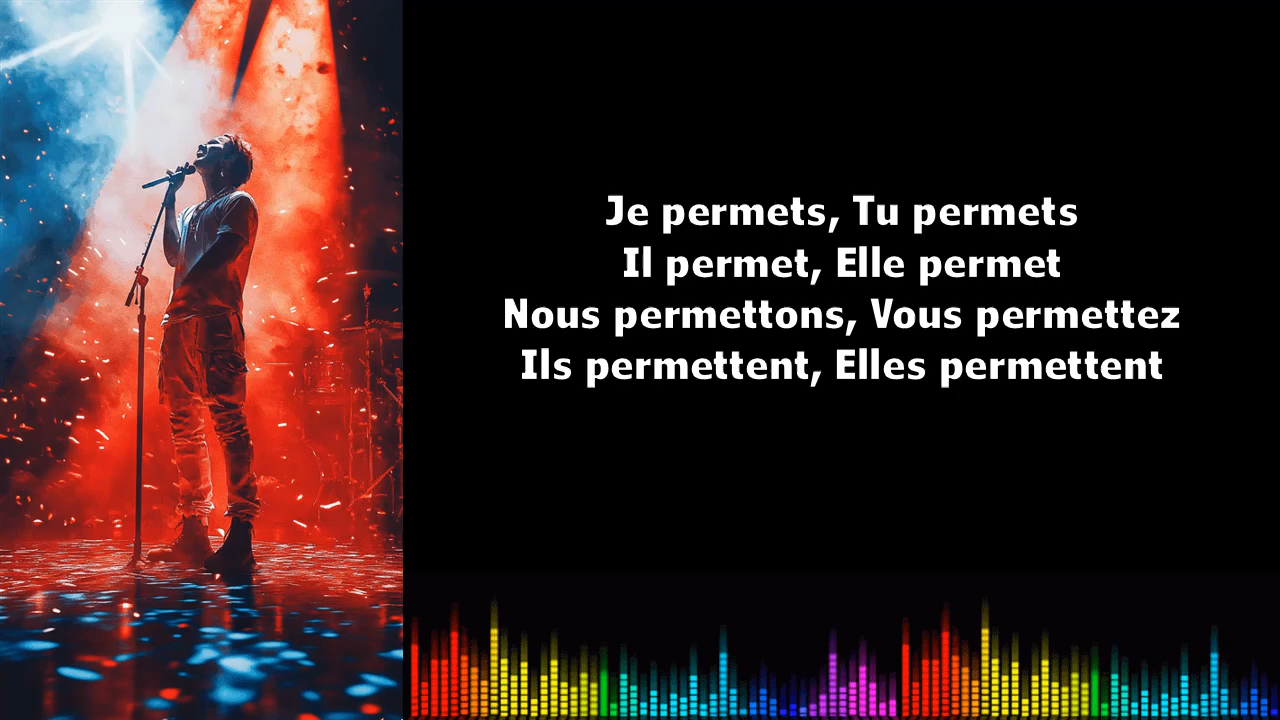 Je permets, Tu permets
Il permet, Elle permet
Nous permettons, Vous permettez
Ils permettent, Elles permettent